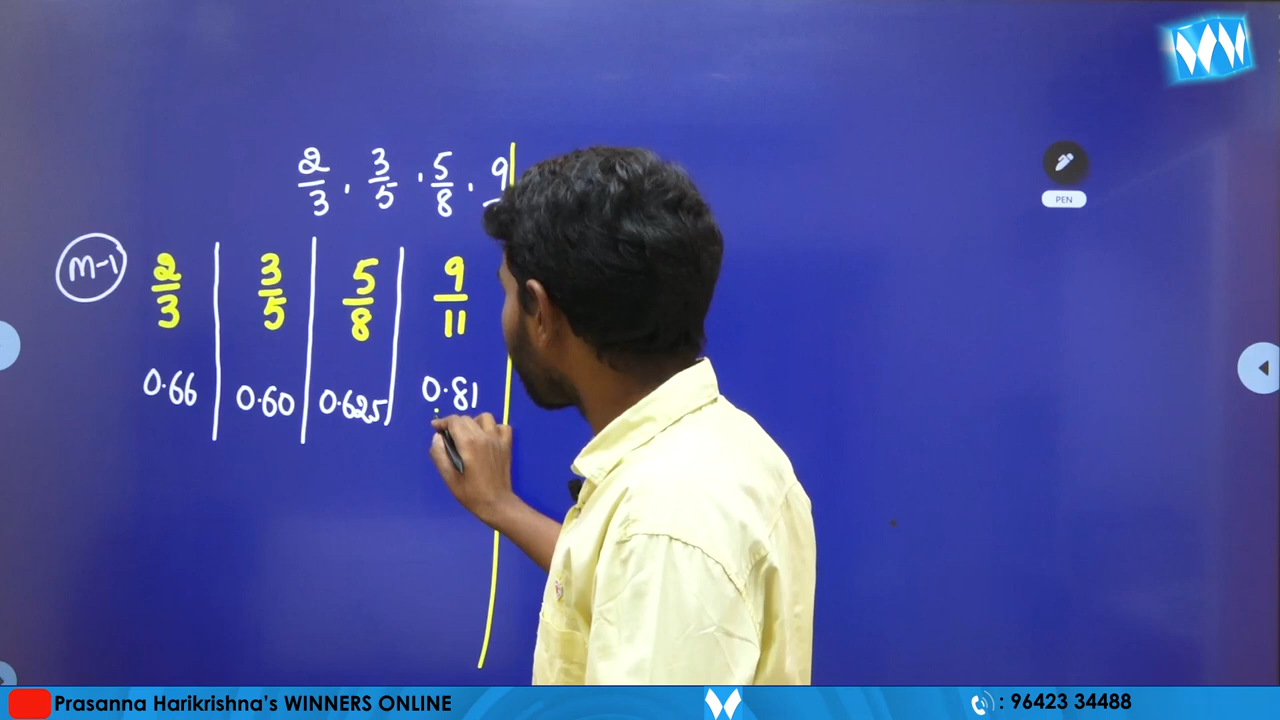 2/3 . 3/5 . 5/8 . 9
M-1 2/3 3/5 5/8 9/11
0.66 0.60 0.625 0.81
PEN
Prasanna Harikrishna's WINNERS ONLINE : 96423 34488